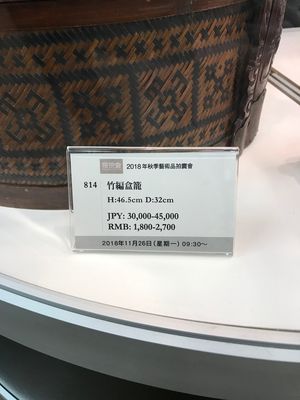 2018年秋季藝術品拍賣會
814 竹編盒籠
H:46.5cm D:32cm
JPY: 30,000-45,000
RMB: 1,800-2,700
2018年11月26日(星期一) 09:30~